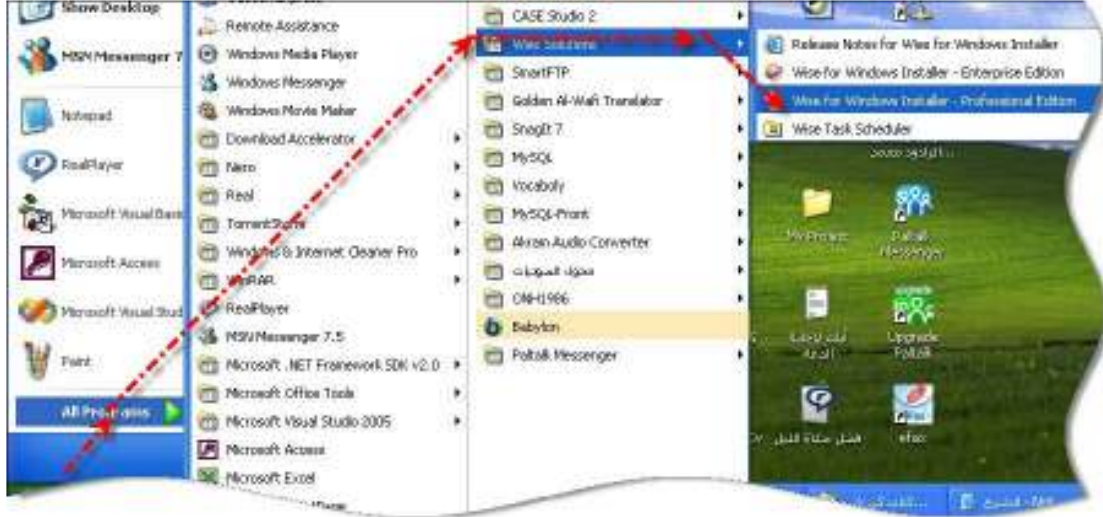 Show Desktop
MSN Messenger 7
Notepad
RealPlayer
Microsoft Visual Basic
Microsoft Access
Microsoft Visual Stud
Paint
All Programs
Remote Assistance
Windows Media Player
Windows Messenger
Windows Movie Maker
Download Accelerator
Nero
Real
Windows & Internet Cleaner Pro
WinRAR
RealPlayer
MSN Messenger 7.5
Microsoft .NET Framework SDK v2.0
Microsoft Office Tools
Microsoft Visual Studio 2005
Microsoft Access
Microsoft Excel
CASE Studio 2
Wise Solutions
SmartFTP
Golden Al-Wafi Translator
SnagIt 7
MySQL
Vocaboly
MySQL-Front
Akram Audio Converter
محول الصوتيات
ONH1986
Babylon
Paltalk Messenger
Release Notes for Wise for Windows Installer
Wise for Windows Installer - Enterprise Edition
Wise for Windows Installer - Professional Edition
Wise Task Scheduler
My Project
Paltalk
Messenger
Upgrade
Paltalk
efax